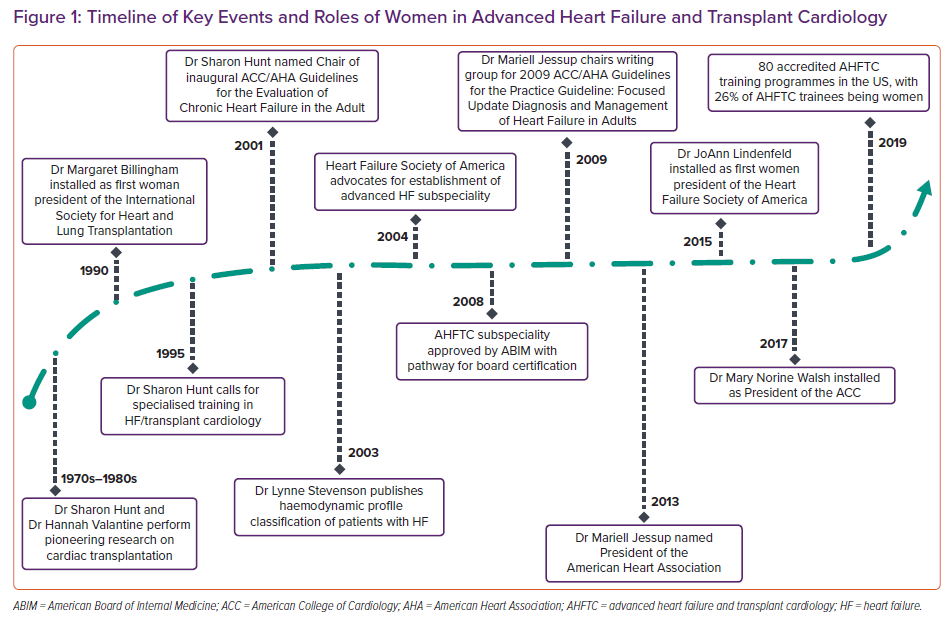 Figure 1: Timeline of Key Events and Roles of Women in Advanced Heart Failure and Transplant Cardiology
1970s–1980s
Dr Sharon Hunt and
Dr Hannah Valantine perform
pioneering research on
cardiac transplantation
1990
Dr Margaret Billingham
installed as first woman
president of the International
Society for Heart and
Lung Transplantation
1995
Dr Sharon Hunt calls for
specialised training in
HF/transplant cardiology
2001
Dr Sharon Hunt named Chair of
inaugural ACC/AHA Guidelines
for the Evaluation of
Chronic Heart Failure in the Adult
2003
Dr Lynne Stevenson publishes
haemodynamic profile
classification of patients with HF
2004
Heart Failure Society of America
advocates for establishment of
advanced HF subspeciality
2008
AHFTC subspeciality
approved by ABIM with
pathway for board certification
2009
Dr Mariell Jessup chairs writing
group for 2009 ACC/AHA Guidelines
for the Practice Guideline: Focused
Update Diagnosis and Management
of Heart Failure in Adults
2013
Dr Mariell Jessup named
President of the
American Heart Association
2015
Dr JoAnn Lindenfeld
installed as first women
president of the Heart
Failure Society of America
2017
Dr Mary Norine Walsh installed
as President of the ACC
2019
80 accredited AHFTC
training programmes in the US, with
26% of AHFTC trainees being women
ABIM = American Board of Internal Medicine; ACC = American College of Cardiology; AHA = American Heart Association; AHFTC = advanced heart failure and transplant cardiology; HF = heart failure.